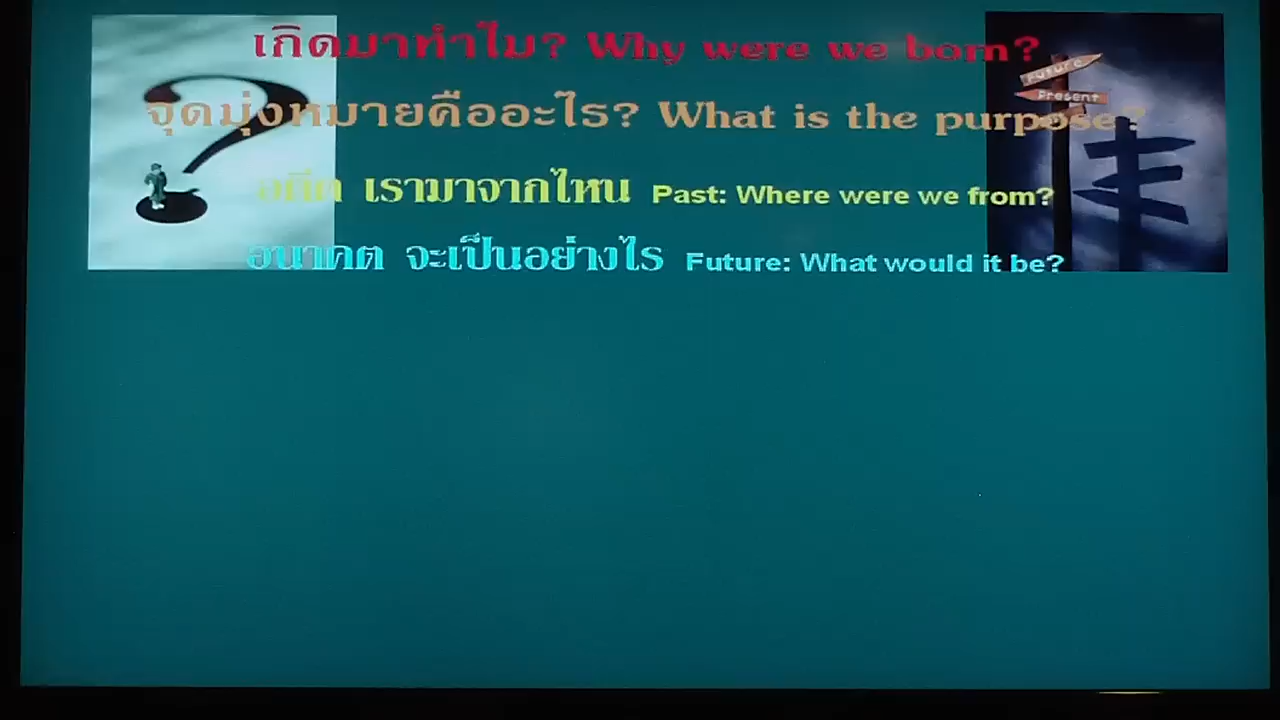 เกิดมาทำไม? Why were we born?
จุดมุ่งหมายคืออะไร? What is the purpose?
อดีต เรามาจากไหน Past: Where were we from?
อนาคต จะเป็นอย่างไร Future: What would it be?
Future
Present